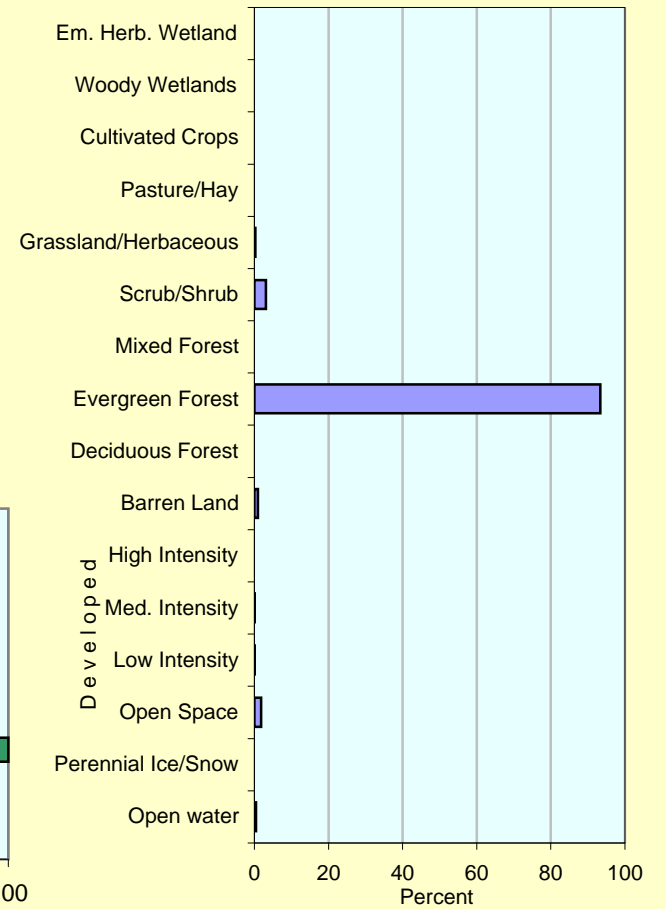 Em. Herb. Wetland
Woody Wetlands
Cultivated Crops
Pasture/Hay
Grassland/Herbaceous
Scrub/Shrub
Mixed Forest
Evergreen Forest
Deciduous Forest
Barren Land
High Intensity
Med. Intensity
Low Intensity
Open Space
Perennial Ice/Snow
Open water
Developed
0 20 40 60 80 100
Percent
00